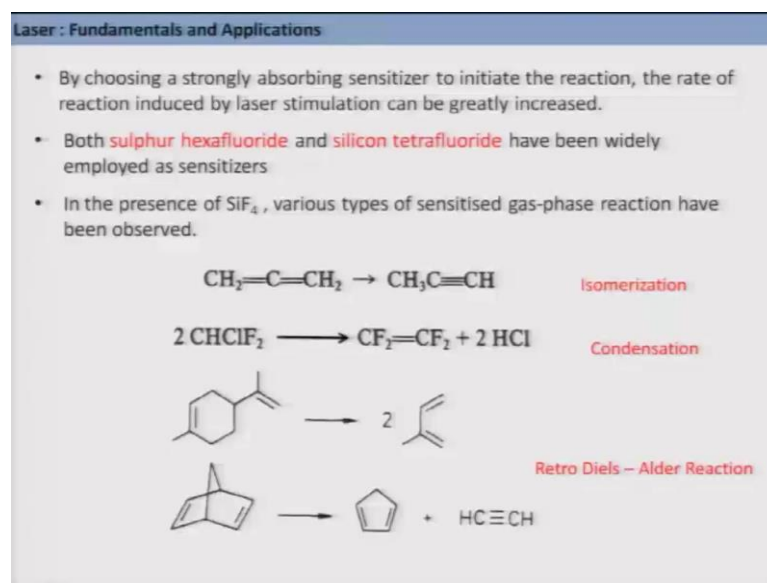 Laser : Fundamentals and Applications
• By choosing a strongly absorbing sensitizer to initiate the reaction, the rate of
reaction induced by laser stimulation can be greatly increased.
• Both sulphur hexafluoride and silicon tetrafluoride have been widely
employed as sensitizers
• In the presence of SiF₄ , various types of sensitised gas-phase reaction have
been observed.
CH₂=C=CH₂ → CH₃C≡CH Isomerization
2 CHClF₂ → CF₂=CF₂ + 2 HCl Condensation
→ 2
Retro Diels – Alder Reaction
→ + HC≡CH